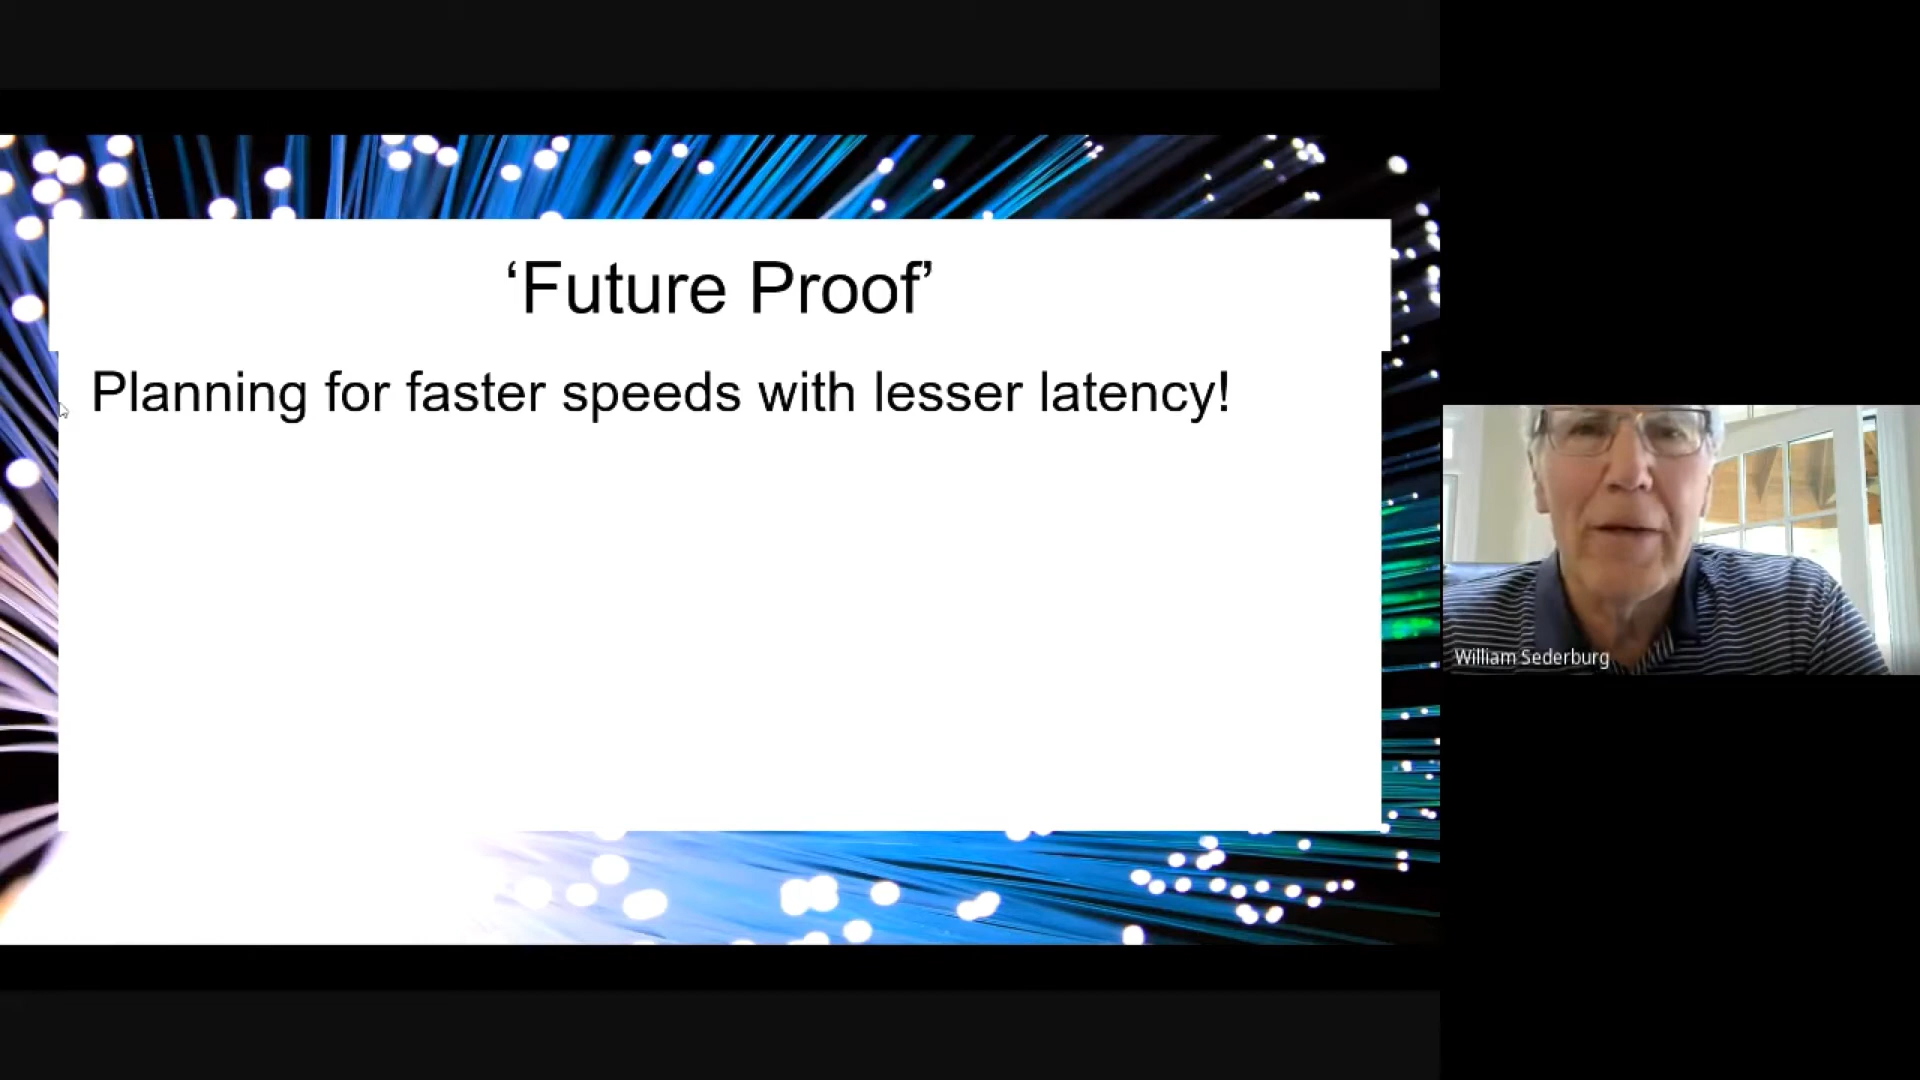 ‘Future Proof’
Planning for faster speeds with lesser latency!
William Sederburg